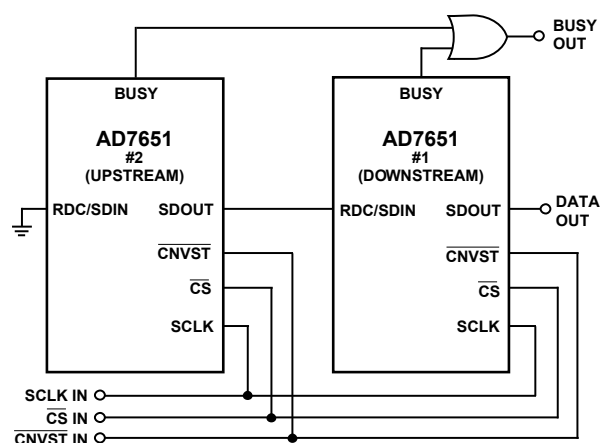 BUSY
OUT
BUSY
AD7651
#2
(UPSTREAM)
RDC/SDIN
SDOUT
CNVST
CS
SCLK
BUSY
AD7651
#1
(DOWNSTREAM)
RDC/SDIN
SDOUT
CNVST
CS
SCLK
DATA
OUT
SCLK IN
CS IN
CNVST IN